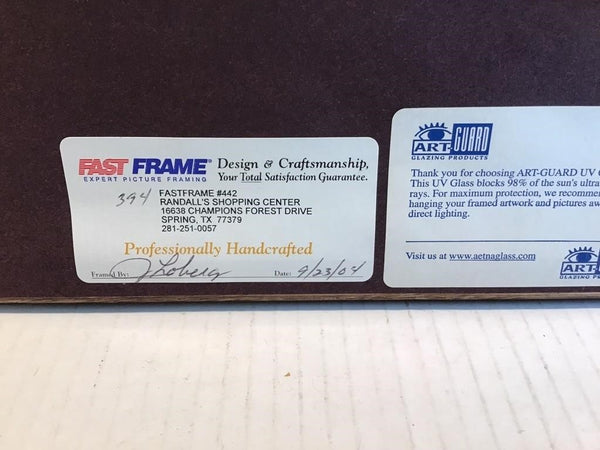 FAST FRAME®
EXPERT PICTURE FRAMING
Design & Craftsmanship,
Your Total Satisfaction Guarantee.
394
FASTFRAME #442
RANDALL'S SHOPPING CENTER
16638 CHAMPIONS FOREST DRIVE
SPRING, TX 77379
281-251-0057
Professionally Handcrafted
Framed By: J Loberg
Date: 9/23/04
ART GUARD
GLAZING PRODUCTS
Thank you for choosing ART-GUARD UV
This UV Glass blocks 98% of the sun's ultra
rays. For maximum protection, we recomme
hanging your framed artwork and pictures aw
direct lighting.
Visit us at www.aetnaglass.com
ART
GLAZING PR